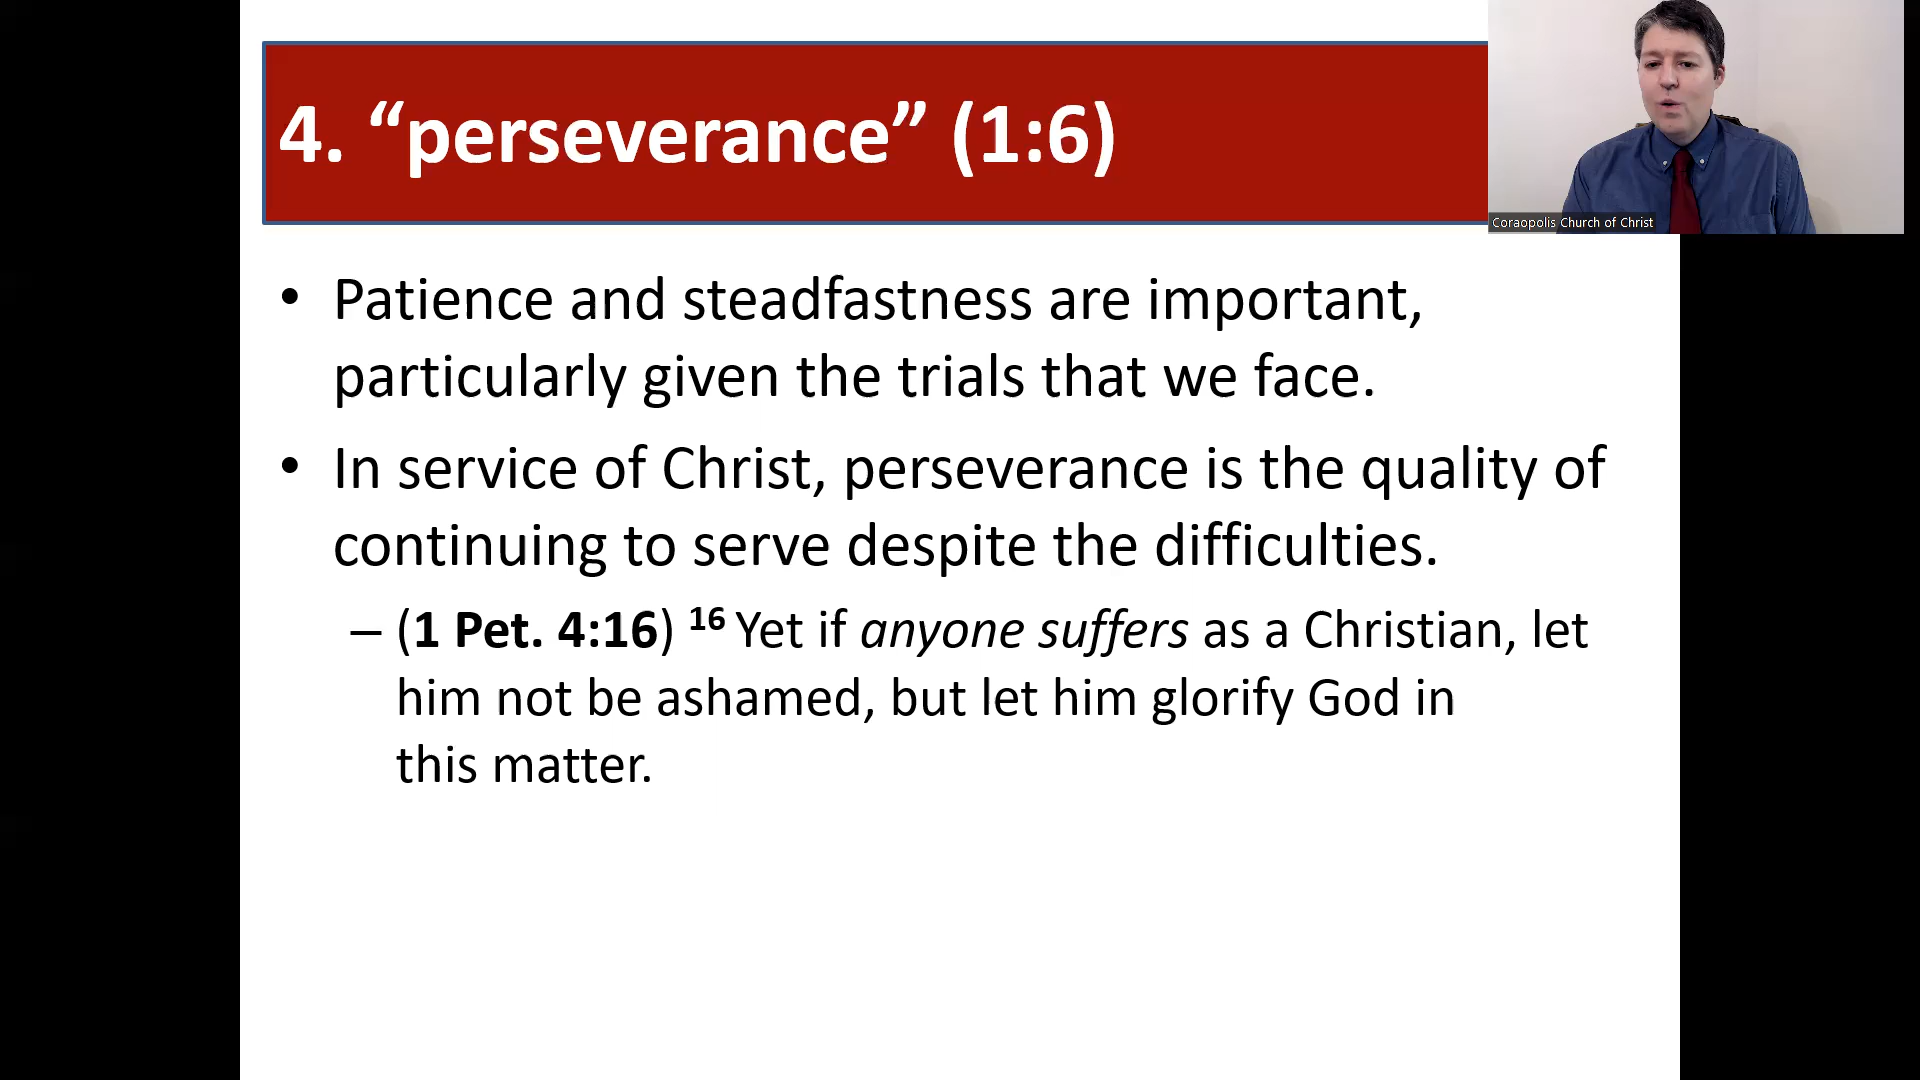 4. “perseverance” (1:6)
Coraopolis Church of Christ
• Patience and steadfastness are important,
particularly given the trials that we face.
• In service of Christ, perseverance is the quality of
continuing to serve despite the difficulties.
– (1 Pet. 4:16) 16 Yet if anyone suffers as a Christian, let
him not be ashamed, but let him glorify God in
this matter.